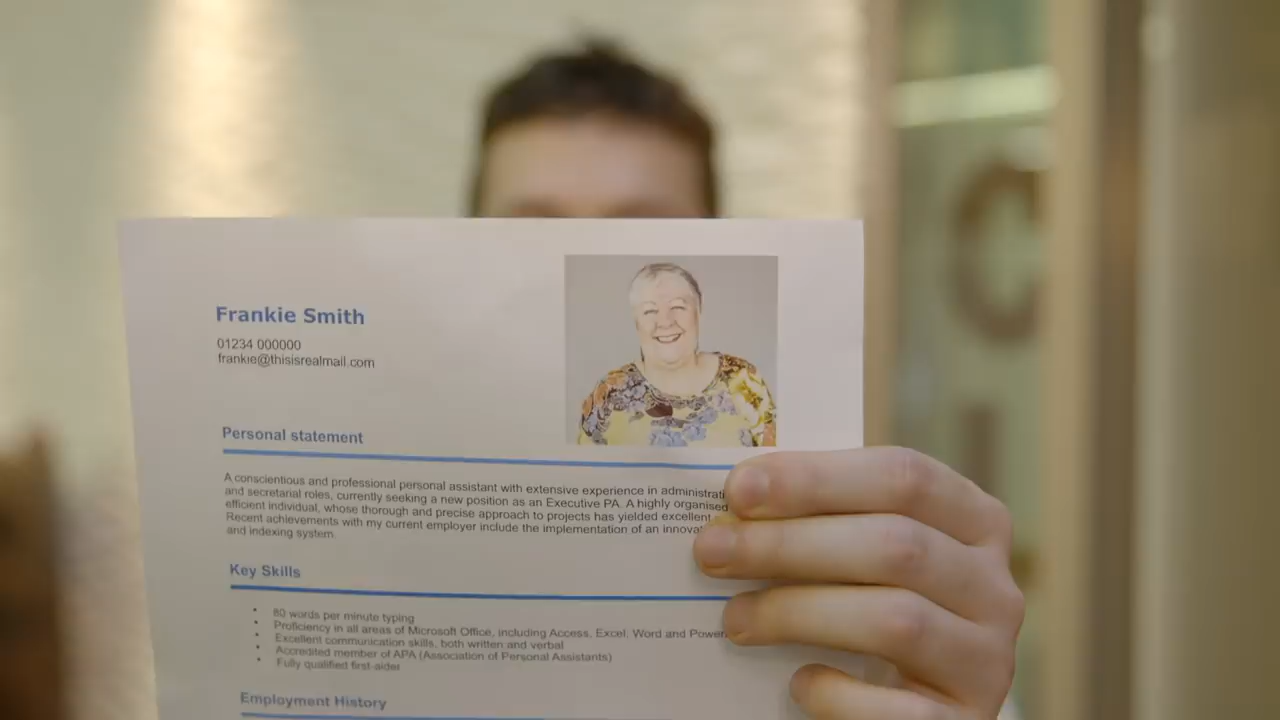 Frankie Smith
01234 000000
frankie@thisisrealmail.com
Personal statement
A conscientious and professional personal assistant with extensive experience in administrati
and secretarial roles, currently seeking a new position as an Executive PA. A highly organised
efficient individual, whose thorough and precise approach to projects has yielded excellent
Recent achievements with my current employer include the implementation of an innovat
and indexing system.
Key Skills
• 80 words per minute typing
• Proficiency in all areas of Microsoft Office, including Access, Excel, Word and Power
• Excellent communication skills, both written and verbal
• Accredited member of APA (Association of Personal Assistants)
• Fully qualified first-aider
Employment History